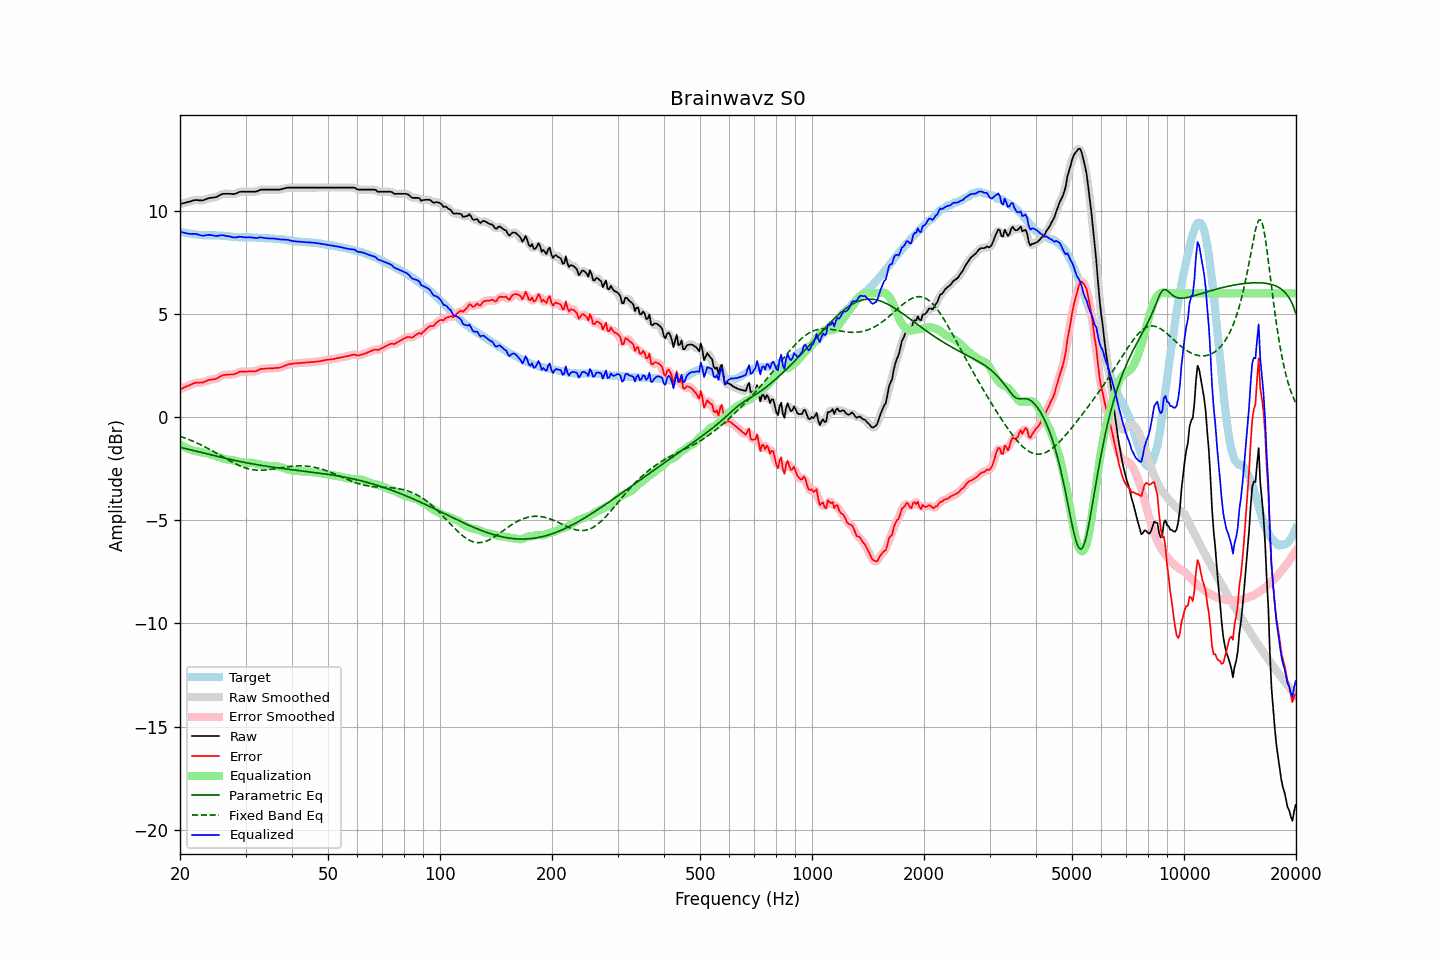 Brainwavz S0
Amplitude (dBr)
10
5
0
−5
−10
−15
−20
Target
Raw Smoothed
Error Smoothed
Raw
Error
Equalization
Parametric Eq
Fixed Band Eq
Equalized
20 50 100 200 500 1000 2000 5000 10000 20000
Frequency (Hz)